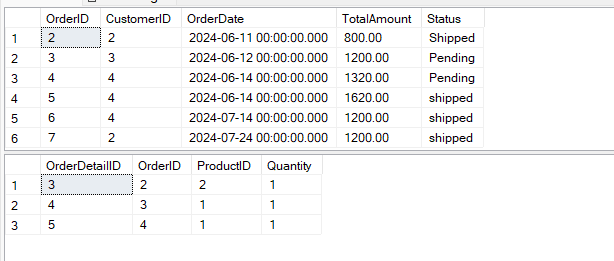 OrderID CustomerID OrderDate TotalAmount Status
1 2 2 2024-06-11 00:00:00.000 800.00 Shipped
2 3 3 2024-06-12 00:00:00.000 1200.00 Pending
3 4 4 2024-06-14 00:00:00.000 1320.00 Pending
4 5 4 2024-06-14 00:00:00.000 1620.00 shipped
5 6 4 2024-07-14 00:00:00.000 1200.00 shipped
6 7 2 2024-07-24 00:00:00.000 1200.00 shipped
OrderDetailID OrderID ProductID Quantity
1 3 2 2 1
2 4 3 1 1
3 5 4 1 1